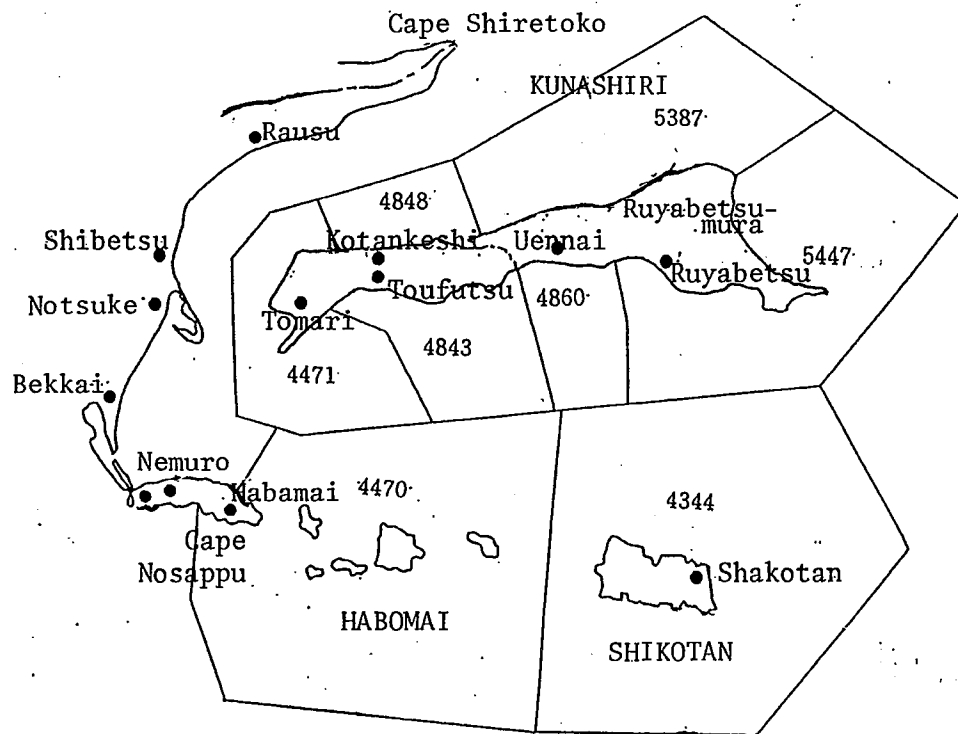 Cape Shiretoko
KUNASHIRI
5387
Rausu
4848
Ruyabetsu-
mura
Shibetsu
Kotankeshi
Uennai
5447
Notsuke
Toufutsu
4860
Ruyabetsu
Tomari
4843
4471
Bekkai
Nemuro
Habamai
4470
4344
Cape
Nosappu
Shakotan
HABOMAI
SHIKOTAN